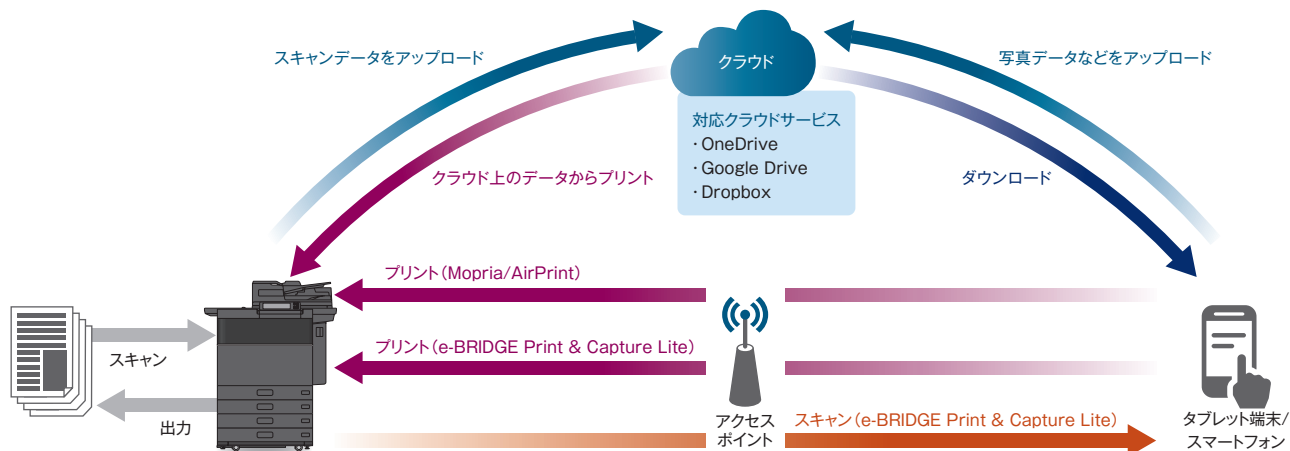 スキャンデータをアップロード
クラウド
写真データなどをアップロード
対応クラウドサービス
・OneDrive
・Google Drive
・Dropbox
クラウド上のデータからプリント
ダウンロード
プリント（Mopria/AirPrint）
スキャン
プリント（e-BRIDGE Print & Capture Lite）
出力
アクセス
ポイント
スキャン（e-BRIDGE Print & Capture Lite）
タブレット端末/
スマートフォン